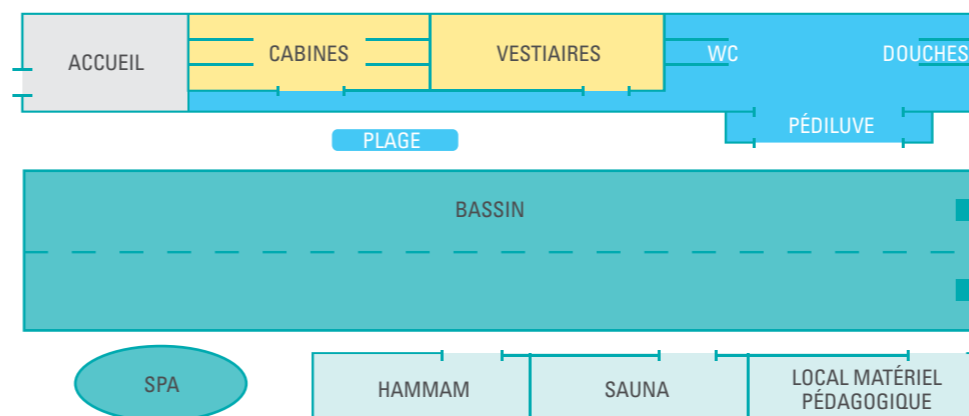 ACCUEIL
CABINES
VESTIAIRES
WC
DOUCHES
PÉDILUVE
PLAGE
BASSIN
SPA
HAMMAM
SAUNA
LOCAL MATÉRIEL
PÉDAGOGIQUE